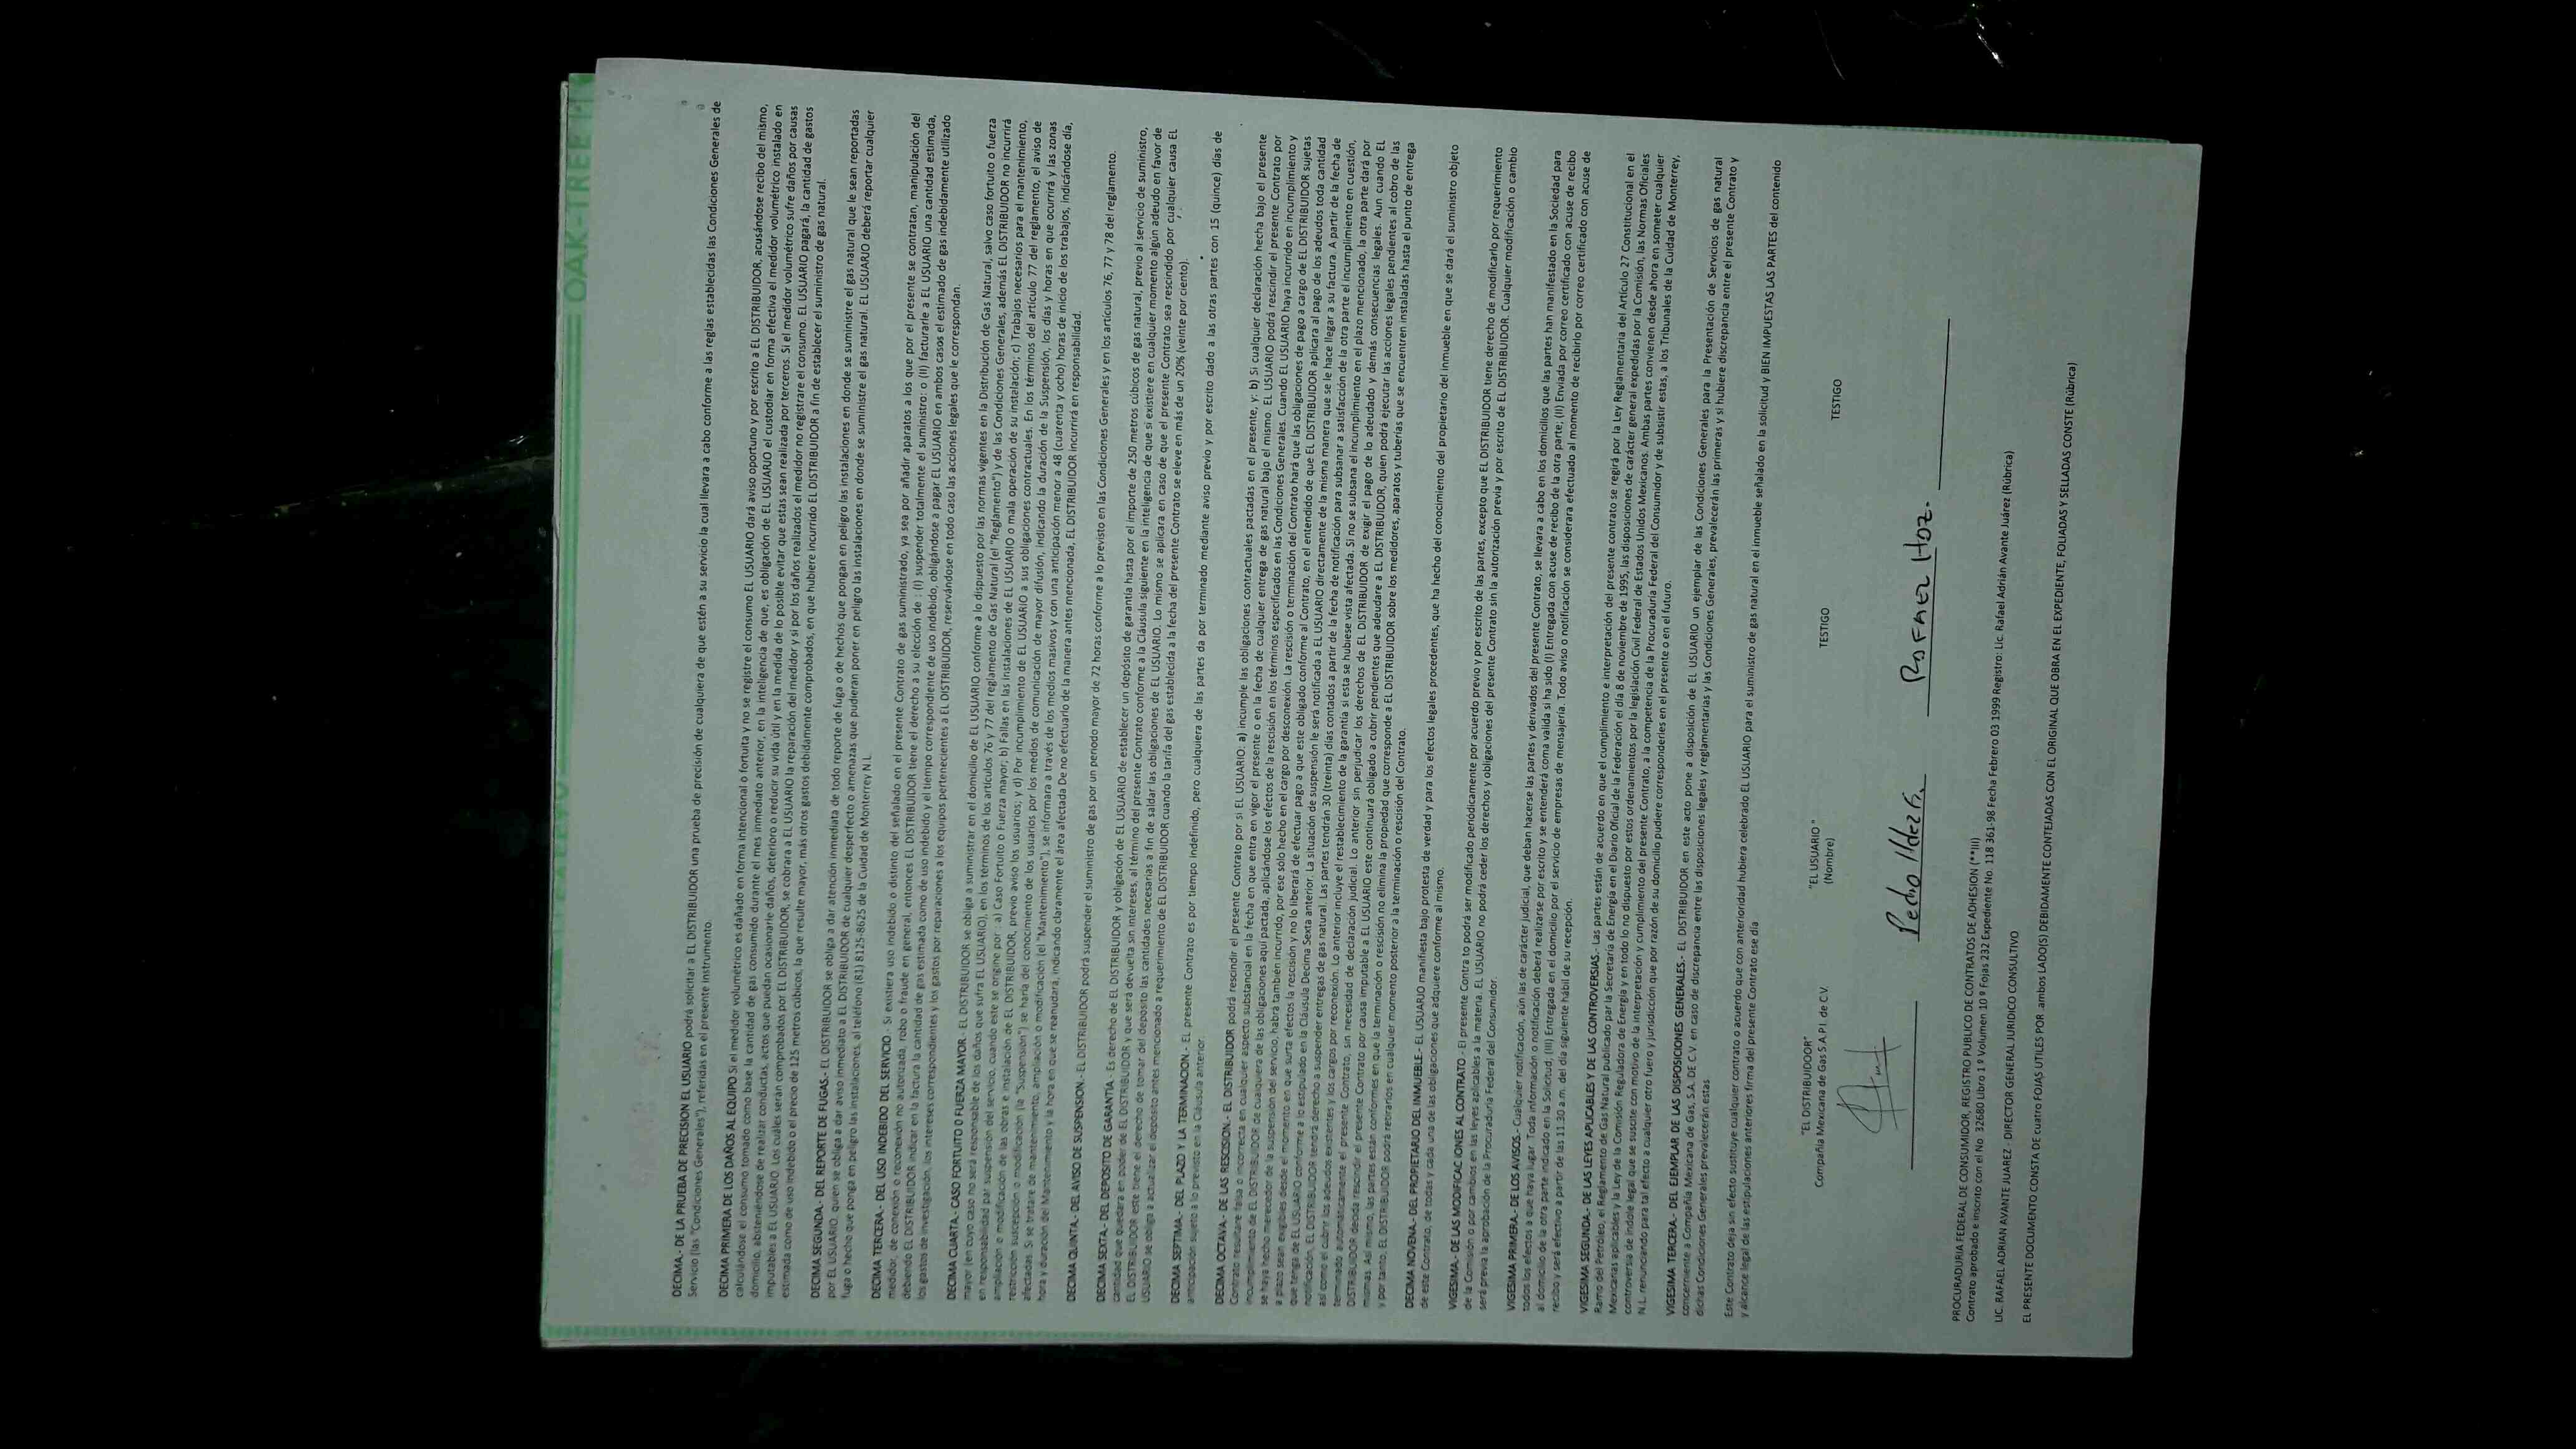 OAK-TREE
DECIMA.- DE LA PRUEBA DE PRECISION EL USUARIO podrá solicitar a EL DISTRIBUIDOR una prueba de precisión de cualquiera de que estén a su servicio la cual llevara a cabo conforme a las reglas establecidas las Condiciones Generales de
Servicio (las "Condiciones Generales"), referidas en el presente instrumento.
DECIMA PRIMERA DE LOS DAÑOS AL EQUIPO Si el medidor volumétrico es dañado en forma intencional o fortuita y no se registre el consumo EL USUARIO dará aviso oportuno y por escrito a EL DISTRIBUIDOR, acusándose recibo del mismo,
calculándose el consumo tomado como base la cantidad de gas consumido durante el mes inmediato anterior, en la inteligencia de que, es obligación de EL USUARIO el custodiar en forma efectiva el medidor volumétrico instalado en
domicilio, absteniéndose de realizar conductas, actos que puedan ocasionarle daños, deterioro o reducir su vida útil y en la medida de lo posible evitar que estas sean realizada por terceros. Si el medidor volumétrico sufre daños por causas
imputables a EL USUARIO. Los cuáles serán comprobados por EL DISTRIBUIDOR, se cobrara a EL USUARIO la reparación del medidor y si por los daños realizados el medidor no registrare el consumo. EL USUARIO pagará, la cantidad de gastos
estimada como de uso indebido o el precio de 125 metros cúbicos, la que resulte mayor, más otros gastos debidamente comprobados, en que hubiere incurrido EL DISTRIBUIDOR a fin de establecer el suministro de gas natural.
DECIMA SEGUNDA.- DEL REPORTE DE FUGAS.- EL DISTRIBUIDOR se obliga a dar atención inmediata de todo reporte de fuga o de hechos que pongan en peligro las instalaciones en donde se suministre el gas natural que le sean reportadas
por EL USUARIO, quien se obliga a dar aviso inmediato a EL DISTRIBUIDOR de cualquier desperfecto o amenazas que pudieran poner en peligro las instalaciones en donde se suministre el gas natural. EL USUARIO deberá reportar cualquier
fuga o hecho que ponga en peligro las instalaciones, al teléfono (81) 8125-8625 de la Cuidad de Monterrey N.L.
DECIMA TERCERA.- DEL USO INDEBIDO DEL SERVICIO.- Si existiera uso indebido o distinto del señalado en el presente Contrato de gas suministrado, ya sea por añadir aparatos a los que por el presente se contratan, manipulación del
medidor, de conexión o reconexión no autorizada, robo o fraude en general, entonces EL DISTRIBUIDOR tiene el derecho a su elección de : (I) suspender totalmente el suministro: o (II) facturarle a EL USUARIO una cantidad estimada,
debiendo EL DISTRIBUIDOR indicar en la factura la cantidad de gas estimada como de uso indebido y el tiempo correspondiente de uso indebido, obligándose a pagar EL USUARIO en ambos casos el estimado de gas indebidamente utilizado
los gastos de investigación, los intereses correspondientes y los gastos por reparaciones a los equipos pertenecientes a EL DISTRIBUIDOR, reservándose en todo caso las acciones legales que le correspondan.
DECIMA CUARTA.- CASO FORTUITO O FUERZA MAYOR.- EL DISTRIBUIDOR se obliga a suministrar en el domicilio de EL USUARIO conforme a lo dispuesto por las normas vigentes en la Distribución de Gas Natural, salvo caso fortuito o fuerza
mayor (en cuyo caso no será responsable de los daños que sufra EL USUARIO), en los términos de los artículos 76 y 77 del reglamento de Gas Natural (el "Reglamento") y de las Condiciones Generales, además EL DISTRIBUIDOR no incurrirá
en responsabilidad par suspensión del servicio, cuando este se origine por : a) Caso Fortuito o Fuerza mayor; b) Fallas en las instalaciones de EL USUARIO o mala operación de su instalación; c) Trabajos necesarios para el mantenimiento,
ampliación o modificación de las obras e instalación de EL DISTRIBUIDOR, previo aviso los usuarios; y d) Por incumplimiento de EL USUARIO a sus obligaciones contractuales. En los términos del artículo 77 del reglamento, el aviso de
restricción suscepción o modificación (la "Suspensión") se haría del conocimiento de los usuarios por los medios de comunicación de mayor difusión, indicando la duración de la Suspensión, los días y horas en que ocurrirá y las zonas
afectadas. Si se tratare de mantenimiento, ampliación o modificación (el "Mantenimiento"), se informara a través de los medios masivos y con una anticipación menor a 48 (cuarenta y ocho) horas de inicio de los trabajos, indicándose día,
hora y duración del Mantenimiento y la hora en que se reanudará, indicando claramente el área afectada De no efectuarlo de la manera antes mencionada, EL DISTRIBUIDOR incurrirá en responsabilidad.
DECIMA QUINTA.- DEL AVISO DE SUSPENSION.- EL DISTRIBUIDOR podrá suspender el suministro de gas por un periodo mayor de 72 horas conforme a lo previsto en las Condiciones Generales y en los artículos 76, 77 y 78 del reglamento.
DECIMA SEXTA.- DEL DEPOSITO DE GARANTÍA.- Es derecho de EL DISTRIBUIDOR y obligación de EL USUARIO de establecer un depósito de garantía hasta por el importe de 250 metros cúbicos de gas natural, previo al servicio de suministro,
cantidad que quedara en poder de EL DISTRIBUIDOR y que será devuelta sin intereses, al término del presente Contrato conforme a la Cláusula siguiente en la inteligencia de que si existiere en cualquier momento algún adeudo en favor de
EL DISTRIBUIDOR este tiene el derecho de tomar del depósito las cantidades necesarias a fin de saldar las obligaciones de EL USUARIO. Lo mismo se aplicara en caso de que el presente Contrato sea rescindido por cualquier causa EL
USUARIO se obliga a actualizar el depósito antes mencionado a requerimiento de EL DISTRIBUIDOR cuando la tarifa del gas establecida a la fecha del presente Contrato se eleve en más de un 20% (veinte por ciento).
DECIMA SEPTIMA.- DEL PLAZO Y LA TERMINACION.- EL presente Contrato es por tiempo indefinido, pero cualquiera de las partes da por terminado mediante aviso previo y por escrito dado a las otras partes con 15 (quince) días de
anticipación sujeto a lo previsto en la Cláusula anterior.
DECIMA OCTAVA.- DE LAS RESCISION.- EL DISTRIBUIDOR podrá rescindir el presente Contrato por si EL USUARIO: a) incumple las obligaciones contractuales pactadas en el presente, y: b) Si cualquier declaración hecha bajo el presente
Contrato resultare falsa o incorrecta en cualquier aspecto substancial en la fecha en que entra en vigor el presente o en la fecha de cualquier entrega de gas natural bajo el mismo. EL USUARIO podrá rescindir el presente Contrato por
incumplimiento de EL DISTRIBUIDOR de cualquiera de las obligaciones aquí pactada, aplicándose los efectos de la rescisión en los términos especificados en las Condiciones Generales. Cuando EL USUARIO haya incurrido en incumplimiento y
se haya hecho merecedor de la suspensión del servicio, habrá también incurrido, por ese solo hecho en el cargo por desconexión. La rescisión o terminación del Contrato hará que las obligaciones de pago a cargo de EL DISTRIBUIDOR sujetas
a plazo sean exigibles desde el momento en que surta efectos la rescisión y no lo liberará de efectuar pago a que este obligado conforme al Contrato, en el entendido de que EL DISTRIBUIDOR aplicara al pago de los adeudos toda cantidad
que tenga de EL USUARIO conforme a lo estipulado en la Cláusula Decima Sexta anterior. La situación de suspensión le será notificada a EL USUARIO directamente de la misma manera que se le hace llegar a su factura. A partir de la fecha de
notificación, EL DISTRIBUIDOR tendrá derecho a suspender entregas de gas natural. Las partes tendrán 30 (treinta) días contados a partir de la fecha de notificación para subsanar a satisfacción de la otra parte el incumplimiento en cuestión,
así como el cubrir los adeudos existentes y los cargos por reconexión. Lo anterior incluye el restablecimiento de la garantía si esta se hubiese vista afectada. Si no se subsana el incumplimiento en el plazo mencionado, la otra parte dará por
terminado automáticamente el presente Contrato, sin necesidad de declaración judicial. Lo anterior sin perjudicar los derechos de EL DISTRIBUIDOR de exigir el pago de lo adeudado y demás consecuencias legales. Aun cuando EL
DISTRIBUIDOR decida rescindir el presente Contrato por causa imputable a EL USUARIO este continuará obligado a cubrir pendientes que adeudare a EL DISTRIBUIDOR, quien podrá ejecutar las acciones legales pendientes al cobro de las
mismas. Así mismo, las partes están conformes en que la terminación o rescisión no elimina la propiedad que corresponde a EL DISTRIBUIDOR sobre los medidores, aparatos y tuberías que se encuentren instaladas hasta el punto de entrega
y por tanto, EL DISTRIBUIDOR podrá retirarlos en cualquier momento posterior a la terminación o rescisión del Contrato.
DECIMA NOVENA.- DEL PROPIETARIO DEL INMUEBLE.- EL USUARIO manifiesta bajo protesta de verdad y para los efectos legales procedentes, que ha hecho del conocimiento del propietario del inmueble en que se dará el suministro objeto
de este Contrato, de todas y cada una de las obligaciones que adquiere conforme al mismo.
VIGESIMA.- DE LAS MODIFICAC IONES AL CONTRATO.- El presente Contra to podrá ser modificado periódicamente por acuerdo previo y por escrito de las partes, excepto que EL DISTRIBUIDOR tiene derecho de modificarlo por requerimiento
de la Comisión o por cambios en las leyes aplicables a la materia. EL USUARIO no podrá ceder los derechos y obligaciones del presente Contrato sin la autorización previa y por escrito de EL DISTRIBUIDOR. Cualquier modificación o cambio
será previa la aprobación de la Procuraduría Federal del Consumidor.
VIGESIMA PRIMERA.- DE LOS AVISOS.- Cualquier notificación, aún las de carácter judicial, que deban hacerse las partes y derivados del presente Contrato, se llevara a cabo en los domicilios que las partes han manifestado en la Sociedad para
todos los efectos a que haya lugar. Toda información o notificación deberá realizarse por escrito y se entenderá como valida si ha sido (I) Entregada con acuse de recibo de la otra parte; (II) Enviada por correo certificado con acuse de recibo
al domicilio de la otra parte indicado en la Solicitud, (III) Entregada en el domicilio por el servicio de empresas de mensajería. Todo aviso o notificación se considerara efectuado al momento de recibirlo por correo certificado con acuse de
recibo y será efectivo a partir de las 11:30 a.m. del día siguiente hábil de su recepción.
VIGESIMA SEGUNDA.- DE LAS LEYES APLICABLES Y DE LAS CONTROVERSIAS.- Las partes están de acuerdo en que el cumplimiento e interpretación del presente contrato se regirá por la Ley Reglamentaria del Artículo 27 Constitucional en el
Ramo del Petróleo, el Reglamento de Gas Natural publicado par la Secretaria de Energía en el Diario Oficial de la Federación el día 8 de noviembre de 1995, las disposiciones de carácter general expedidas por la Comisión, las Normas Oficiales
Mexicanas aplicables y la Ley de la Comisión Reguladora de Energía y en todo lo no dispuesto por estos ordenamientos por la legislación Civil Federal de Estados Unidos Mexicanos. Ambas partes convienen desde ahora en someter cualquier
controversia de índole legal que se suscite con motivo de la interpretación y cumplimiento del presente Contrato, a la competencia de la Procuraduría Federal del Consumidor y de subsistir estas, a los Tribunales de la Cuidad de Monterrey,
N.L. renunciando para tal efecto a cualquier otro fuero y jurisdicción que por razón de su domicilio pudiere corresponderles en el presente o en el futuro.
VIGESIMA TERCERA.- DEL EJEMPLAR DE LAS DISPOSICIONES GENERALES.- EL DISTRIBUIDOR en este acto pone a disposición de EL USUARIO un ejemplar de las Condiciones Generales para la Presentación de Servicios de gas natural
concerniente a Compañía Mexicana de Gas, S.A. DE C.V. en caso de discrepancia entre las disposiciones legales y reglamentarias y las Condiciones Generales, prevalecerán las primeras y si hubiere discrepancia entre el presente Contrato y
dichas Condiciones Generales prevalecerán estas.
Este Contrato deja sin efecto sustituye cualquier contrato o acuerdo que con anterioridad hubiera celebrado EL USUARIO para el suministro de gas natural en el inmueble señalado en la solicitud y BIEN IMPUESTAS LAS PARTES del contenido
y alcance legal de las estipulaciones anteriores firma del presente Contrato ese día
"EL DISTRIBUIDOR" "EL USUARIO" TESTIGO TESTIGO
Compañía Mexicana de Gas S.A.P.I. de C.V. (Nombre)
Pedro Hdez G. Rafael Hdz.
PROCURADURIA FEDERAL DE CONSUMIDOR, REGISTRO PUBLICO DE CONTRATOS DE ADHESION (**III)
Contrato aprobado e inscrito con el No. 32680 Libro 1 º Volumen 10 º Fojas 232 Expediente No. 118 361-98 Fecha Febrero 03 1999 Registro: Lic. Rafael Adrián Avante Juárez (Rúbrica)
LIC. RAFAEL ADRIAN AVANTE JUAREZ - DIRECTOR GENERAL JURIDICO CONSULTIVO
EL PRESENTE DOCUMENTO CONSTA DE cuatro FOJAS UTILES POR. ambos LADO(S) DEBIDAMENTE CONTEJADAS CON EL ORIGINAL QUE OBRA EN EL EXPEDIENTE, FOLIADAS Y SELLADAS CONSTE (Rúbrica)